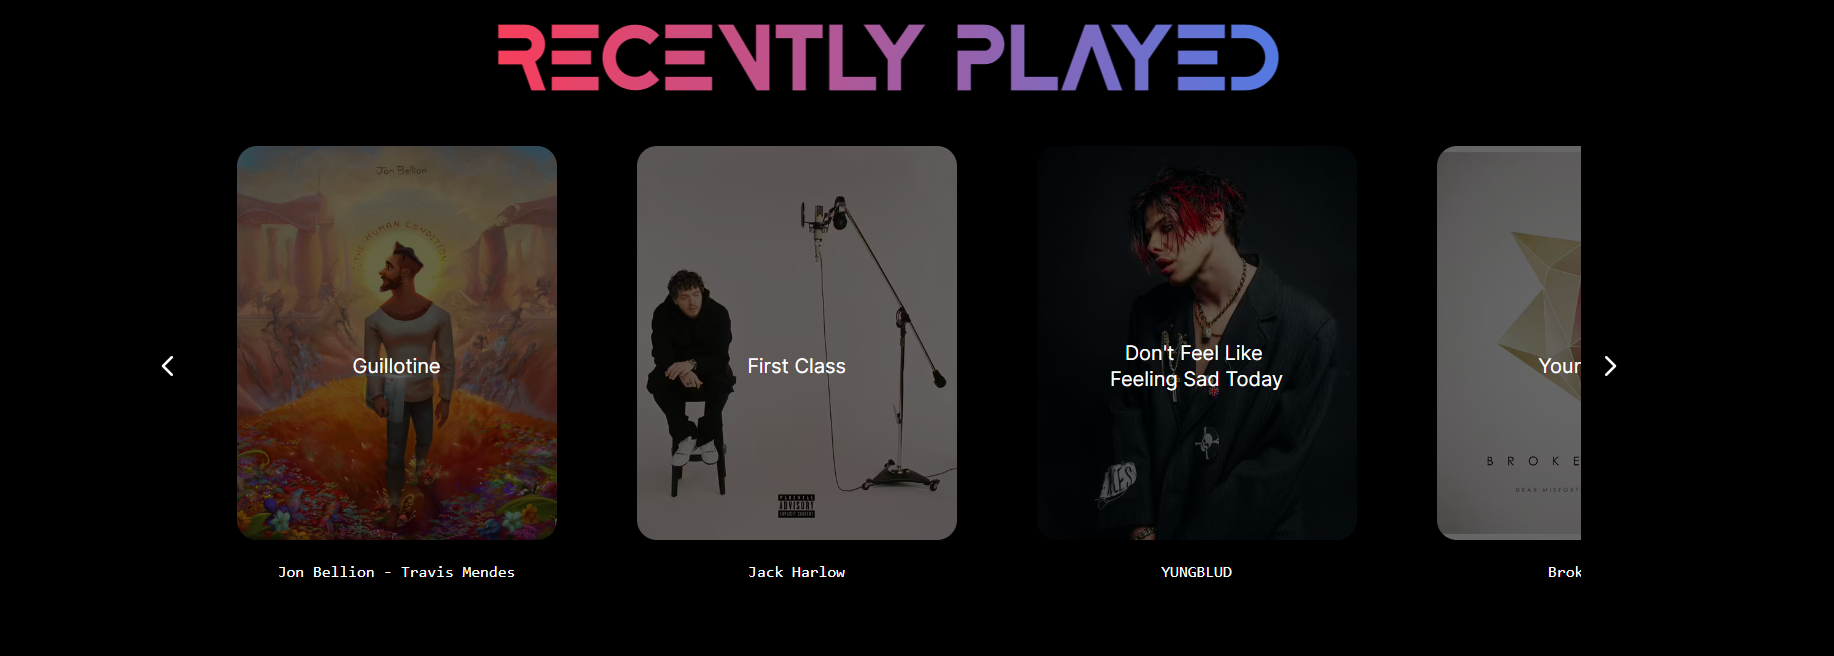 RECENTLY PLAYED
Jon Bellion
THE HUMAN CONDITION
Guillotine
First Class
Don't Feel Like
Feeling Sad Today
Your
BROKE
DEAR MISFORT
PARENTAL
ADVISORY
EXPLICIT CONTENT
Jon Bellion - Travis Mendes
Jack Harlow
YUNGBLUD
Brok